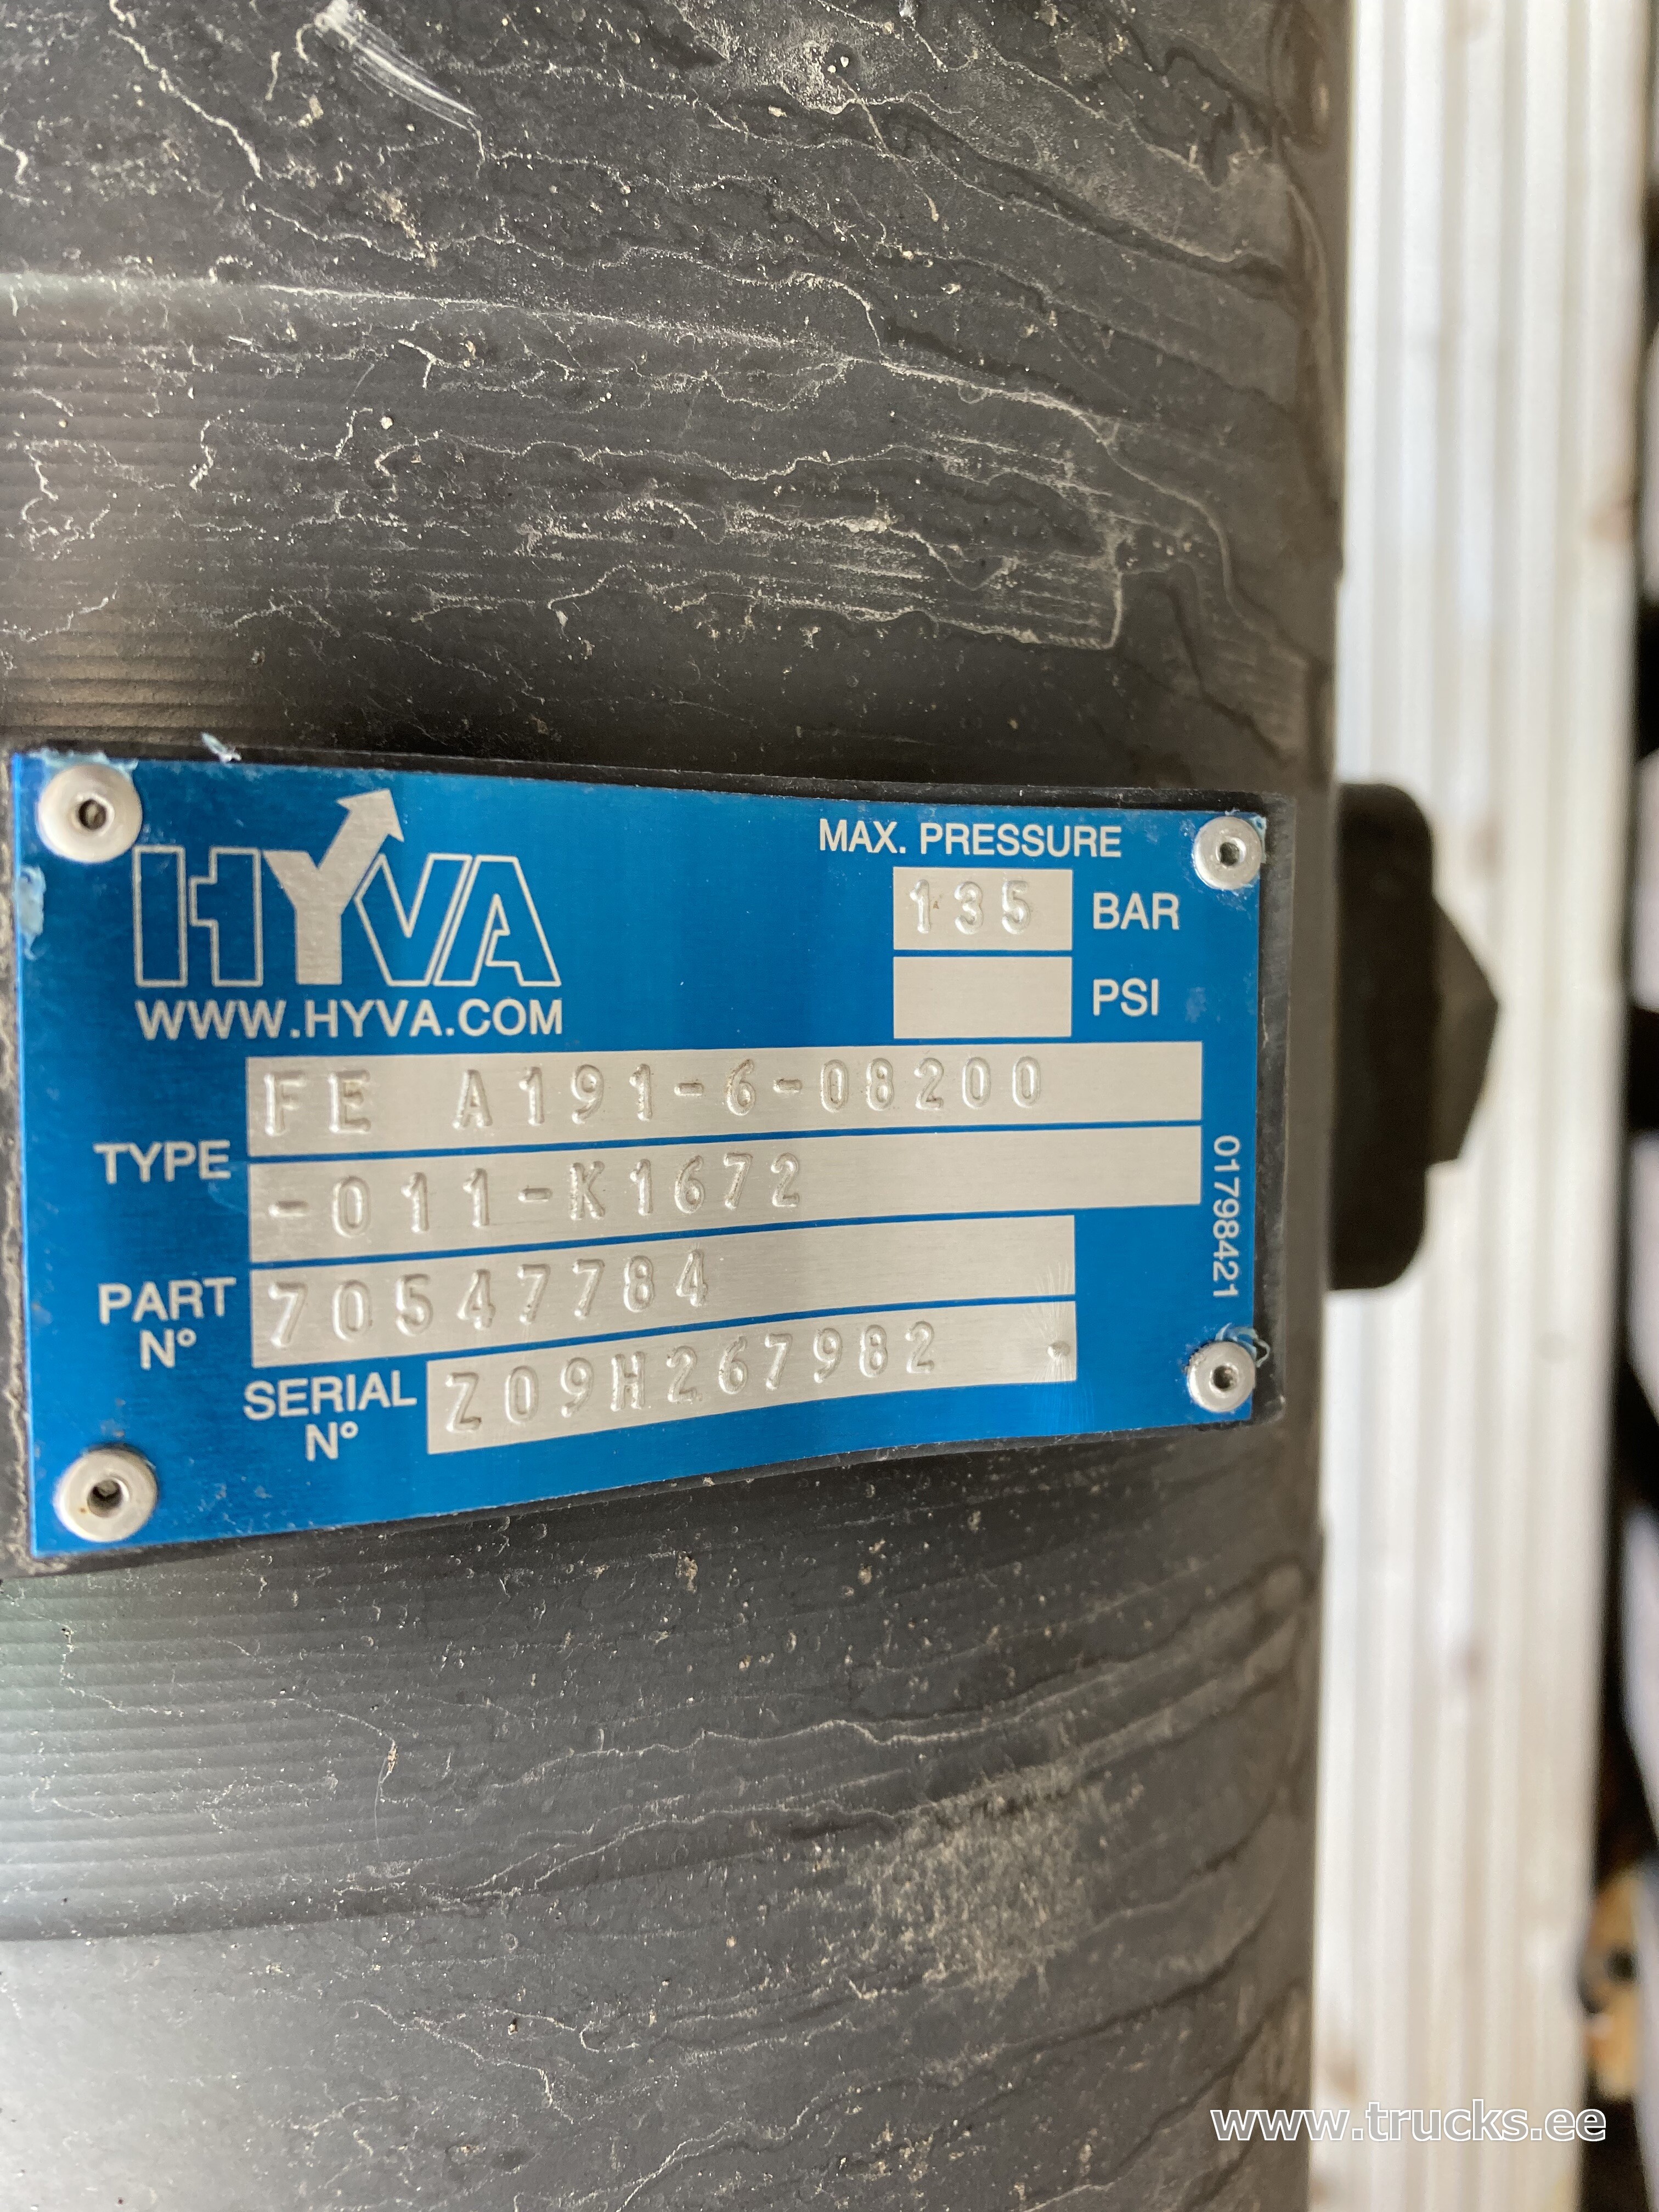 HYVA
WWW.HYVA.COM
MAX. PRESSURE
135 BAR
PSI
TYPE FE A191-6-08200
-011-K1672
PART N° 70547784
SERIAL N° Z09H267982 -
01798421
www.trucks.ee